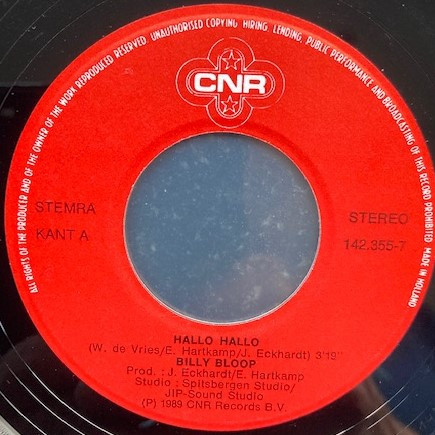 ALL RIGHTS OF THE PRODUCER AND OF THE OWNER OF THE WORK REPRODUCED RESERVED. UNAUTHORISED COPYING, HIRING, LENDING, PUBLIC PERFORMANCE AND BROADCASTING OF THIS RECORD PROHIBITED MADE IN HOLLAND
CNR
STEMRA
KANT A
STEREO
142.355-7
HALLO HALLO
(W. de Vries/E. Hartkamp/J. Eckhardt) 3'19"
BILLY BLOOP
Prod. : J. Eckhardt/E. Hartkamp
Studio : Spitsbergen Studio/
JIP-Sound Studio
(P) 1989 CNR Records B.V.